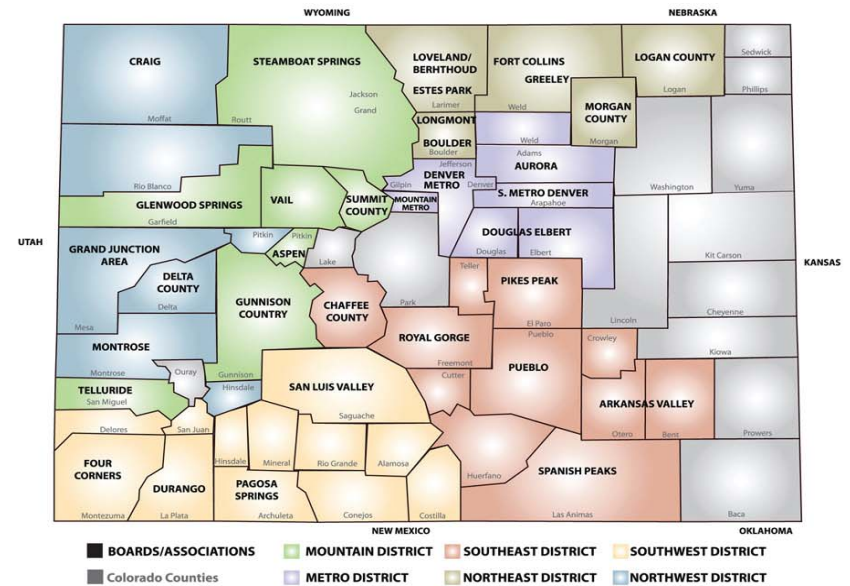 WYOMING
NEBRASKA
CRAIG
Moffat
STEAMBOAT SPRINGS
Jackson
Grand
Routt
LOVELAND/
BERHTHOUD
ESTES PARK
Larimer
FORT COLLINS
GREELEY
Weld
LOGAN COUNTY
Logan
Sedwick
Phillips
MORGAN
COUNTY
Morgan
LONGMONT
BOULDER
Boulder
Weld
Adams
AURORA
Washington
Yuma
Rio Blanco
Jefferson
Gilpin
DENVER
METRO
Denver
MOUNTAIN
METRO
S. METRO DENVER
Arapahoe
GLENWOOD SPRINGS
Garfield
VAIL
SUMMIT
COUNTY
UTAH
KANSAS
GRAND JUNCTION
AREA
Mesa
Pitkin
Pitkin
ASPEN
Lake
DOUGLAS ELBERT
Douglas
Elbert
Kit Carson
DELTA
COUNTY
Delta
GUNNISON
COUNTRY
Gunnison
CHAFFEE
COUNTY
Park
Teller
PIKES PEAK
El Paro
Lincoln
Cheyenne
MONTROSE
Montrose
Ouray
Hinsdale
ROYAL GORGE
Freemont
Pueblo
PUEBLO
Crowley
Kiowa
TELLURIDE
San Miguel
SAN LUIS VALLEY
Saguache
Cutter
ARKANSAS VALLEY
Otero
Bent
Prowers
Delores
San Juan
FOUR
CORNERS
Montezuma
DURANGO
La Plata
Hinsdale
Mineral
Rio Grande
Alamosa
Huerfano
PAGOSA
SPRINGS
Archuleta
Conejos
Costilla
SPANISH PEAKS
Las Animas
Baca
NEW MEXICO
OKLAHOMA
BOARDS/ASSOCIATIONS
MOUNTAIN DISTRICT
SOUTHEAST DISTRICT
SOUTHWEST DISTRICT
Colorado Counties
METRO DISTRICT
NORTHEAST DISTRICT
NORTHWEST DISTRICT